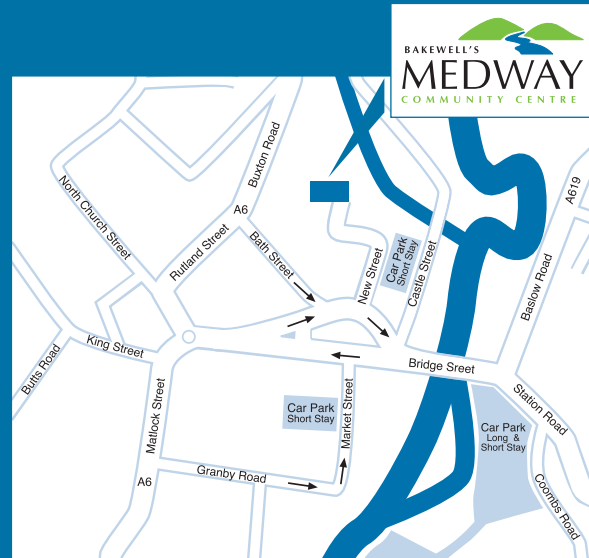 BAKEWELL'S
MEDWAY
COMMUNITY CENTRE
Buxton Road
A619
North Church Street
A6
Rutland Street
Bath Street
New Street
Car Park
Short Stay
Castle Street
Baslow Road
King Street
Butts Road
Bridge Sreet
Matlock Street
Market Street
Car Park
Short Stay
Station Road
Car Park
Long &
Short Stay
Granby Road
A6
Coombs Road